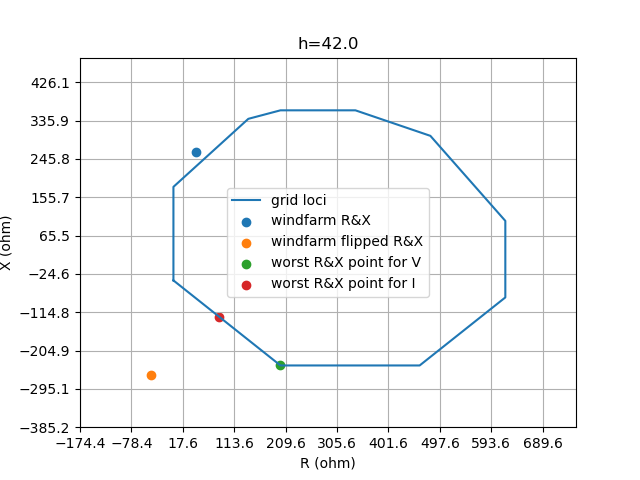 h=42.0
426.1
335.9
245.8
155.7
65.5
−24.6
−114.8
−204.9
−295.1
−385.2
X (ohm)
grid loci
windfarm R&X
windfarm flipped R&X
worst R&X point for V
worst R&X point for I
−174.4 −78.4 17.6 113.6 209.6 305.6 401.6 497.6 593.6 689.6
R (ohm)